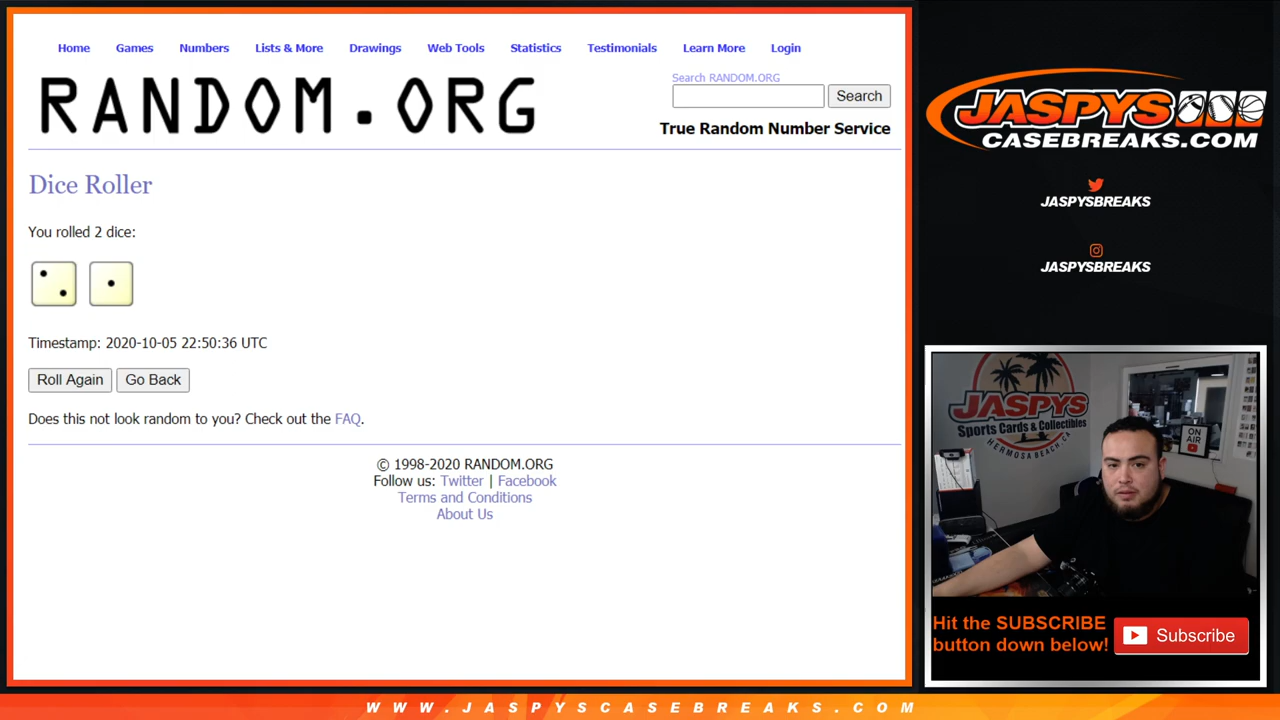 Home Games Numbers Lists & More Drawings Web Tools Statistics Testimonials Learn More Login
RANDOM.ORG
Search RANDOM.ORG
Search
True Random Number Service
Dice Roller
You rolled 2 dice:
Timestamp: 2020-10-05 22:50:36 UTC
Roll Again Go Back
Does this not look random to you? Check out the FAQ.
© 1998-2020 RANDOM.ORG
Follow us: Twitter | Facebook
Terms and Conditions
About Us
JASPYS
CASEBREAKS.COM
JASPYSBREAKS
JASPYSBREAKS
JASPYS
Sports Cards & Collectibles
HERMOSA BEACH, CA
ON
AIR
Hit the SUBSCRIBE
button down below!
Subscribe
WWW.JASPYSCASEBREAKS.COM